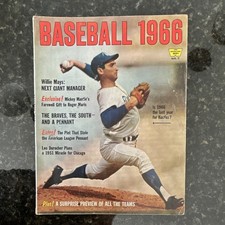 BASEBALL 1966
Willie Mays:
NEXT GIANT MANAGER
Exclusive! Mickey Mantle's
Farewell Gift to Roger Maris
THE BRAVES, THE SOUTH—
AND A PENNANT
Extra! The Plot That Stole
the American League Pennant
Leo Durocher Plans
a 1935 Miracle for Chicago
Is 1966
the last year
for Koufax?
Plus! A SURPRISE PREVIEW OF ALL THE TEAMS